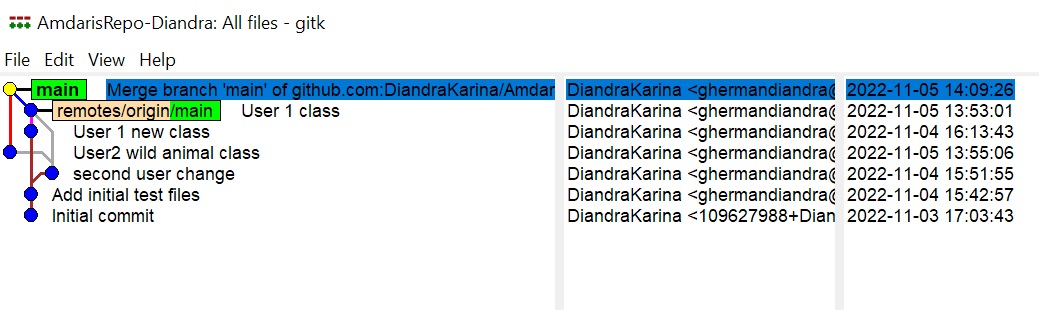 AmdarisRepo-Diandra: All files - gitk
File Edit View Help
main Merge branch 'main' of github.com:DiandraKarina/Amdar DiandraKarina <ghermandiandra@ 2022-11-05 14:09:26
remotes/origin/main User 1 class DiandraKarina <ghermandiandra@ 2022-11-05 13:53:01
User 1 new class DiandraKarina <ghermandiandra@ 2022-11-04 16:13:43
User2 wild animal class DiandraKarina <ghermandiandra@ 2022-11-05 13:55:06
second user change DiandraKarina <ghermandiandra@ 2022-11-04 15:51:55
Add initial test files DiandraKarina <ghermandiandra@ 2022-11-04 15:42:57
Initial commit DiandraKarina <109627988+Dian 2022-11-03 17:03:43